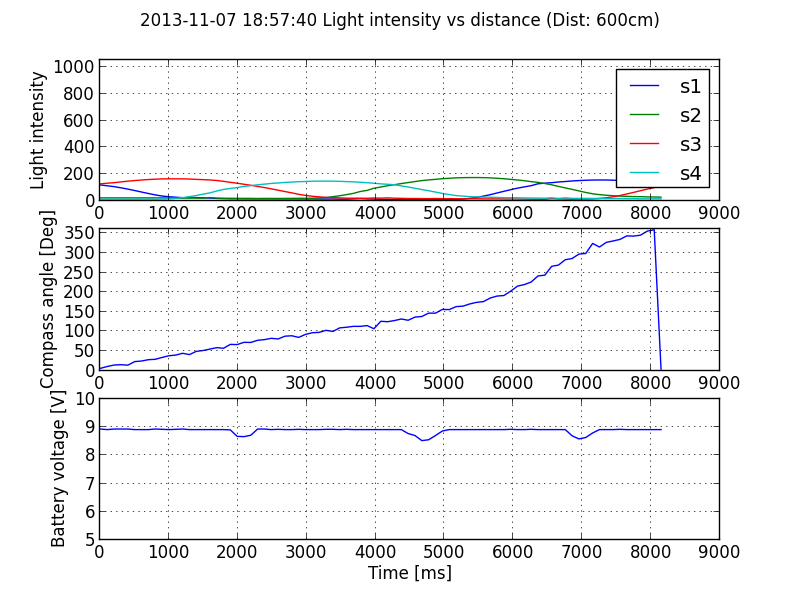 2013-11-07 18:57:40 Light intensity vs distance (Dist: 600cm)
Light intensity
1000
800
600
400
200
0
s1
s2
s3
s4
0 1000 2000 3000 4000 5000 6000 7000 8000 9000
Compass angle [Deg]
350
300
250
200
150
100
50
0
0 1000 2000 3000 4000 5000 6000 7000 8000 9000
Battery voltage [V]
10
9
8
7
6
5
0 1000 2000 3000 4000 5000 6000 7000 8000 9000
Time [ms]